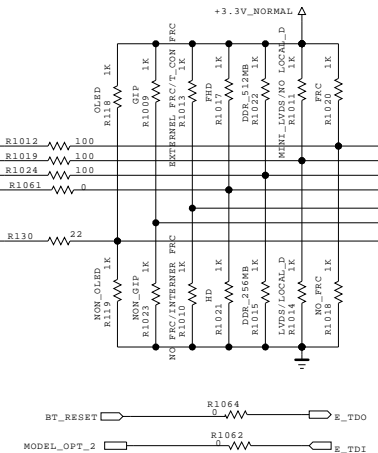 +3.3V_NORMAL
OLED
R118
1K
GIP
R1009
1K
EXTERNEL FRC/T_CON FRC
R1013
1K
FHD
R1017
1K
DDR_512MB
R1022
1K
MINI_LVDS/NO LOCAL_D
R1011
1K
FRC
R1020
1K
R1012 100
R1019 100
R1024 100
R1061 0
R130 22
NON_OLED
R119
1K
NON_GIP
R1023
1K
NO FRC/INTERNER FRC
R1010
1K
HD
R1021
1K
DDR_256MB
R1015
1K
LVDS/LOCAL_D
R1014
1K
NO_FRC
R1018
1K
R1064
BT_RESET 0 E_TDO
R1062
MODEL_OPT_2 0 E_TDI